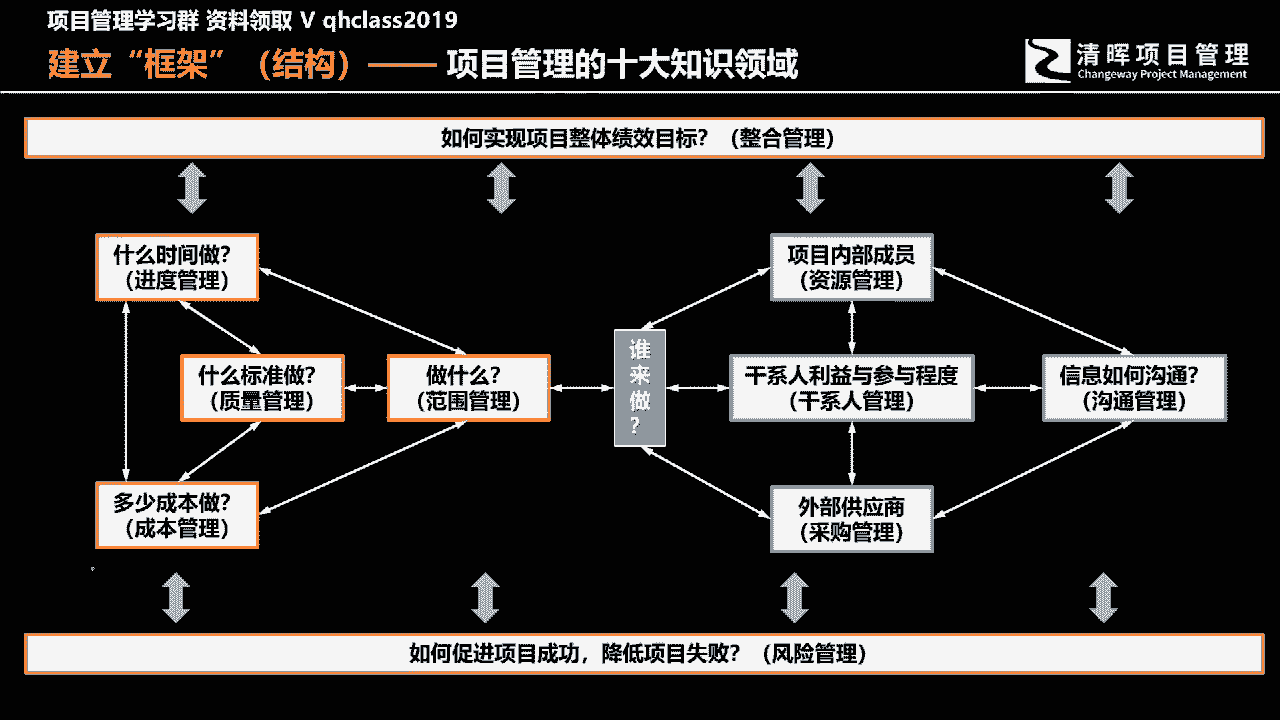 项目管理学习群 资料领取 V qhclass2019
建立“框架”（结构）—— 项目管理的十大知识领域
清晖项目管理
Changeway Project Management
如何实现项目整体绩效目标？（整合管理）
什么时间做？
（进度管理）
项目内部成员
（资源管理）
什么标准做？
（质量管理）
做什么？
（范围管理）
谁
来
做
？
干系人利益与参与程度
（干系人管理）
信息如何沟通？
（沟通管理）
多少成本做？
（成本管理）
外部供应商
（采购管理）
如何促进项目成功，降低项目失败？（风险管理）